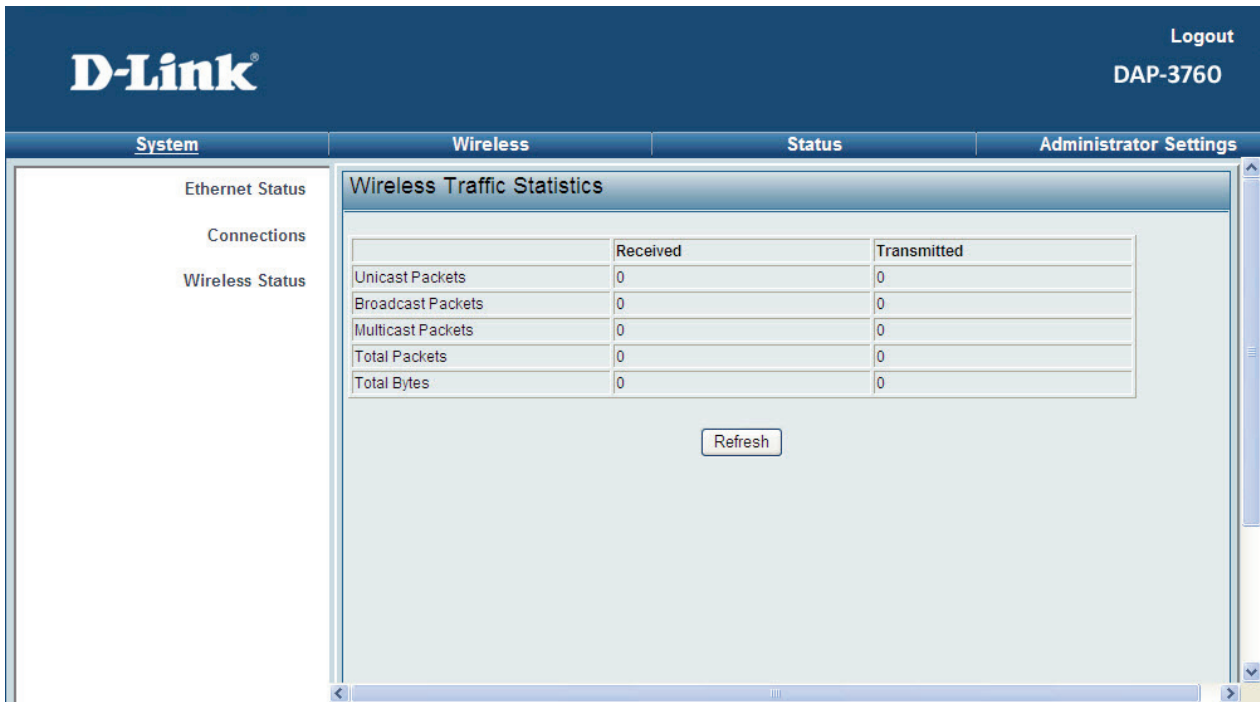 Logout
D-Link®
DAP-3760
System Wireless Status Administrator Settings
Ethernet Status
Connections
Wireless Status
Wireless Traffic Statistics
Received Transmitted
Unicast Packets 0 0
Broadcast Packets 0 0
Multicast Packets 0 0
Total Packets 0 0
Total Bytes 0 0
Refresh